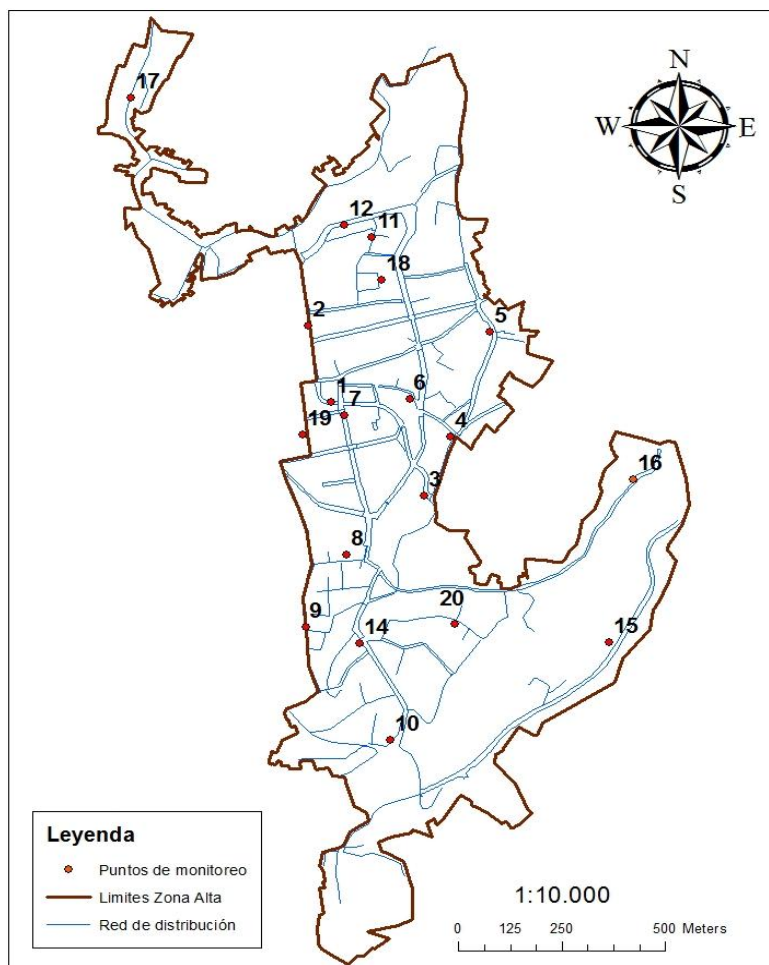 N
W E
S
17
12
11
18
2
5
1
6
7
19
4
3
16
8
9
20
14
15
10
Leyenda
Puntos de monitoreo
Limites Zona Alta
Red de distribución
1:10.000
0 125 250 500 Meters